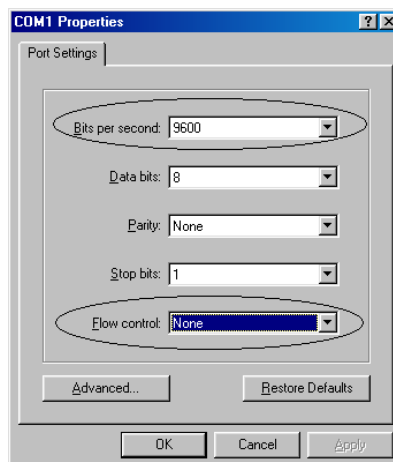 COM1 Properties
Port Settings
Bits per second: 9600
Data bits: 8
Parity: None
Stop bits: 1
Flow control: None
Advanced... Restore Defaults
OK Cancel Apply